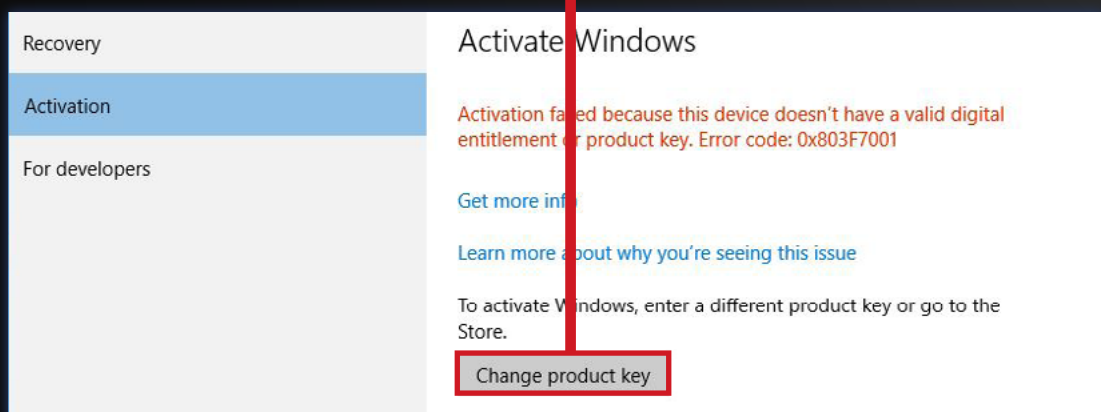 Recovery
Activation
For developers
Activate Windows
Activation failed because this device doesn't have a valid digital
entitlement or product key. Error code: 0x803F7001
Get more info
Learn more about why you're seeing this issue
To activate Windows, enter a different product key or go to the
Store.
Change product key